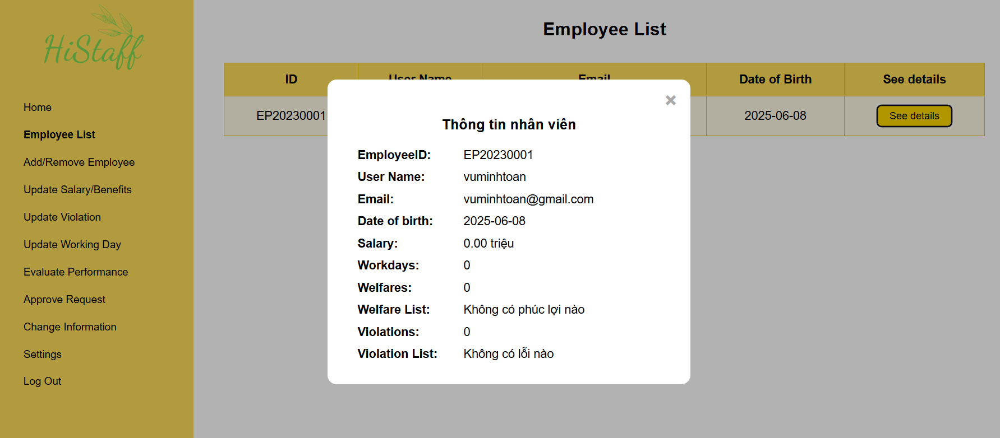 HiStaff
Home
Employee List
Add/Remove Employee
Update Salary/Benefits
Update Violation
Update Working Day
Evaluate Performance
Approve Request
Change Information
Settings
Log Out
Employee List
ID User Name Email Date of Birth See details
EP20230001 2025-06-08 See details
×
Thông tin nhân viên
EmployeeID: EP20230001
User Name: vuminhtoan
Email: vuminhtoan@gmail.com
Date of birth: 2025-06-08
Salary: 0.00 triệu
Workdays: 0
Welfares: 0
Welfare List: Không có phúc lợi nào
Violations: 0
Violation List: Không có lỗi nào